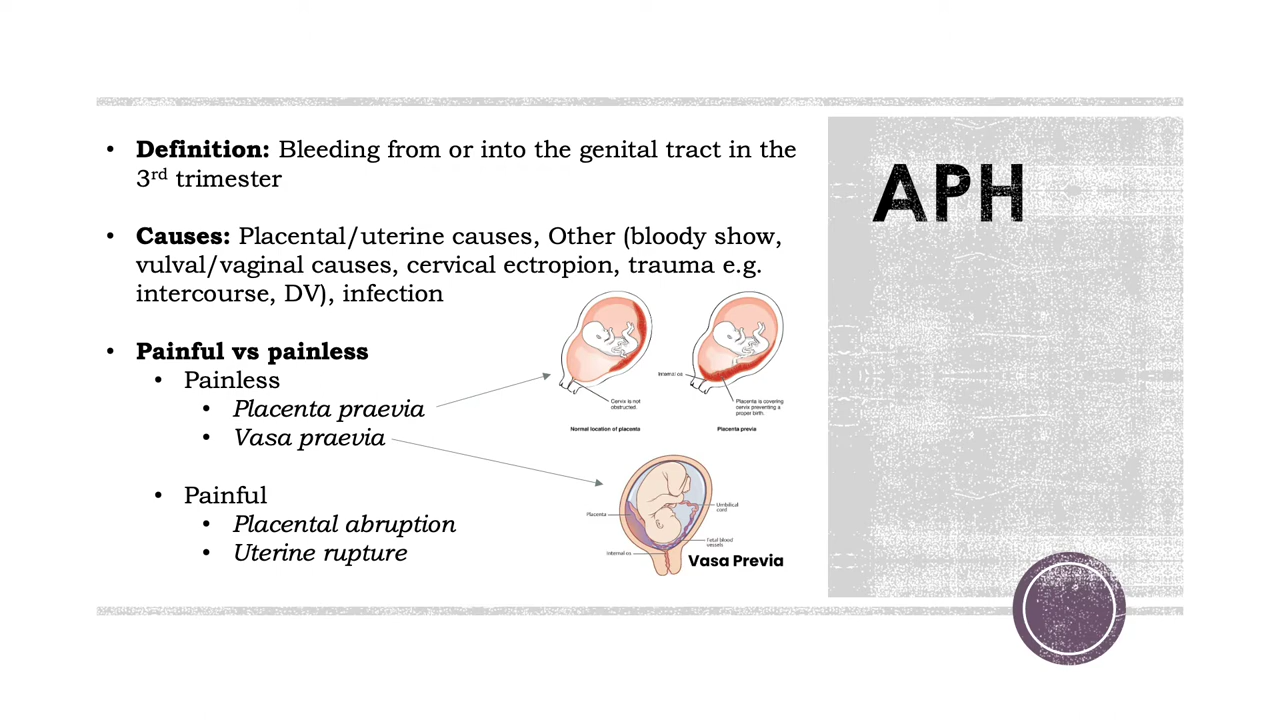 • Definition: Bleeding from or into the genital tract in the
3rd trimester
• Causes: Placental/uterine causes, Other (bloody show,
vulval/vaginal causes, cervical ectropion, trauma e.g.
intercourse, DV), infection
• Painful vs painless
• Painless
• Placenta praevia
• Vasa praevia
• Painful
• Placental abruption
• Uterine rupture
Cervix is not
obstructed.
Normal location of placenta
Internal os
Placenta is covering
cervix preventing a
proper birth.
Placenta previa
Placenta
Umbilical
cord
Fetal blood
vessels
Internal os
Vasa Previa
APH